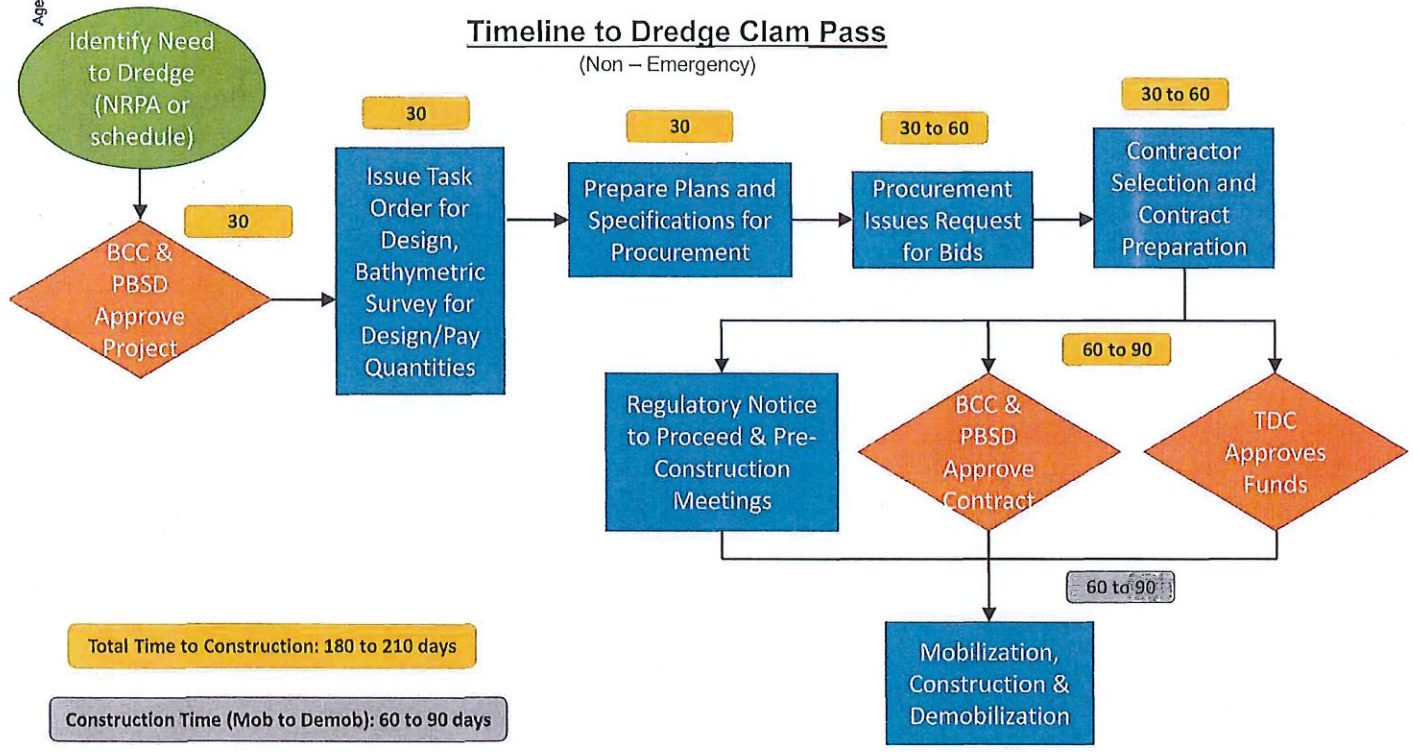 Age
Timeline to Dredge Clam Pass
(Non – Emergency)
Identify Need
to Dredge
(NRPA or
schedule)
30
BCC &
PBSD
Approve
Project
30
Issue Task
Order for
Design,
Bathymetric
Survey for
Design/Pay
Quantities
30
Prepare Plans and
Specifications for
Procurement
30 to 60
Procurement
Issues Request
for Bids
30 to 60
Contractor
Selection and
Contract
Preparation
60 to 90
Regulatory Notice
to Proceed & Pre-
Construction
Meetings
BCC &
PBSD
Approve
Contract
TDC
Approves
Funds
60 to 90
Mobilization,
Construction &
Demobilization
Total Time to Construction: 180 to 210 days
Construction Time (Mob to Demob): 60 to 90 days